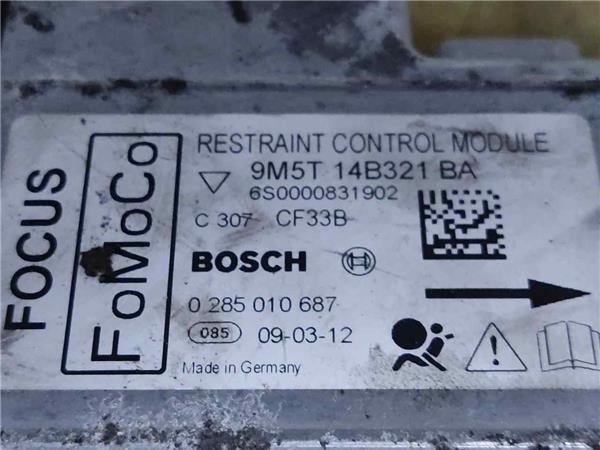 FOCUS
FoMoCo
RESTRAINT CONTROL MODULE
9M5T 14B321 BA
6S0000831902
C 307 CF33B
BOSCH
0 285 010 687
085 09-03-12
Made in Germany